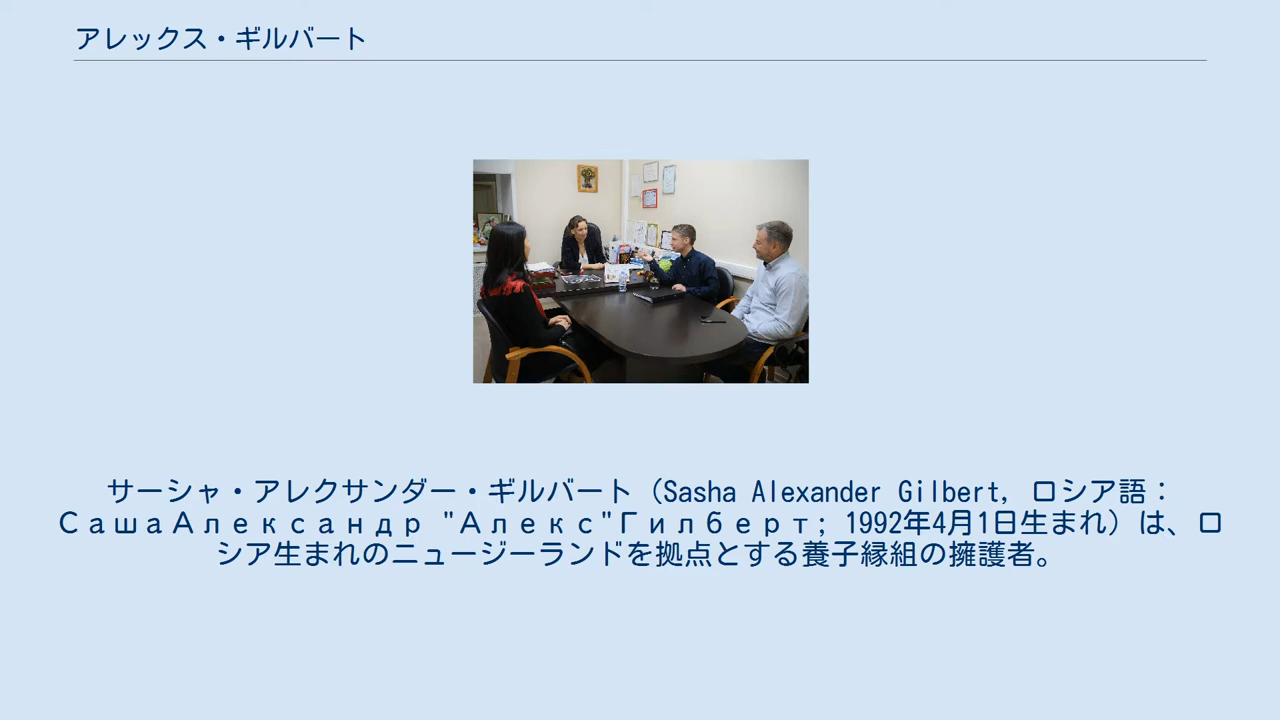 アレックス・ギルバート
サーシャ・アレクサンダー・ギルバート（Sasha Alexander Gilbert, ロシア語：
СашаАлександр "Алекс"Гилберт; 1992年4月1日生まれ）は、ロ
シア生まれのニュージーランドを拠点とする養子縁組の擁護者。